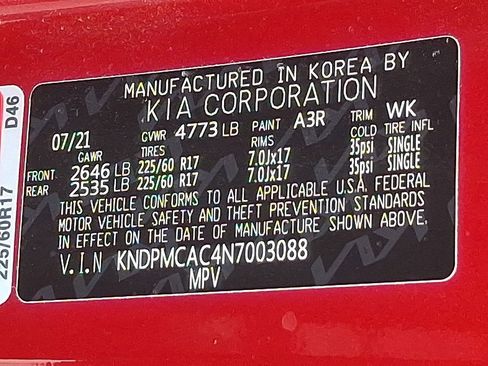 MANUFACTURED IN KOREA BY
KIA CORPORATION
07/21 GVWR 4773 LB PAINT A3R TRIM WK
GAWR TIRES RIMS COLD TIRE INFL
FRONT 2646 LB 225/60 R17 7.0Jx17 35psi SINGLE
REAR 2535 LB 225/60 R17 7.0Jx17 35psi SINGLE
THIS VEHICLE CONFORMS TO ALL APPLICABLE U.S.A. FEDERAL
MOTOR VEHICLE SAFETY AND THEFT PREVENTION STANDARDS
IN EFFECT ON THE DATE OF MANUFACTURE SHOWN ABOVE.
V.I.N KNDPMCAC4N7003088
MPV
225/60R17 D46